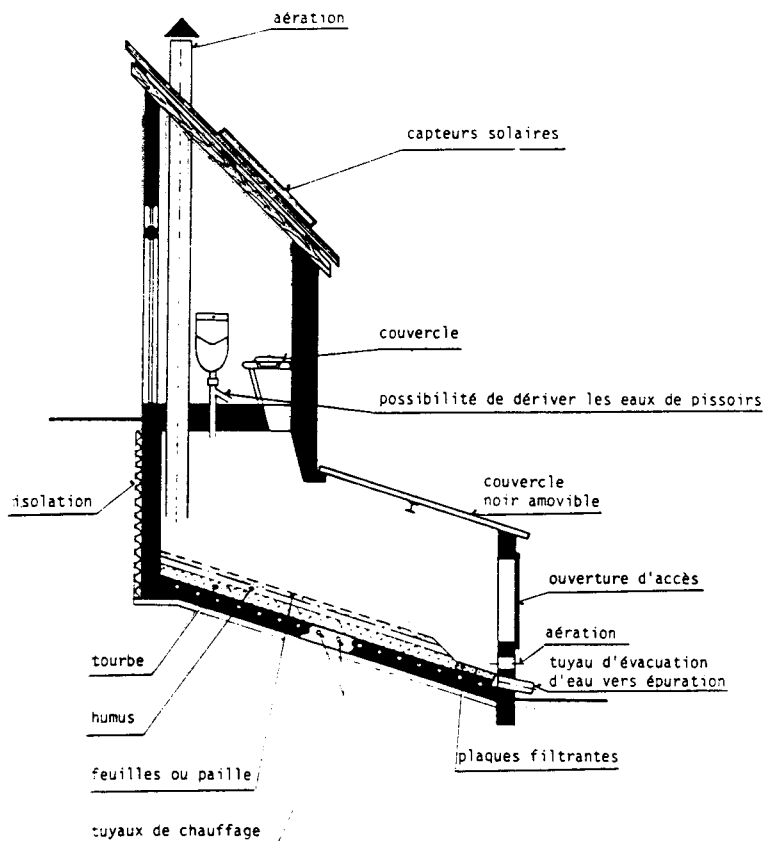 aération
capteurs solaires
couvercle
possibilité de dériver les eaux de pissoirs
isolation
couvercle
noir amovible
ouverture d'accès
aération
tourbe
tuyau d'évacuation
d'eau vers épuration
humus
plaques filtrantes
feuilles ou paille
tuyaux de chauffage